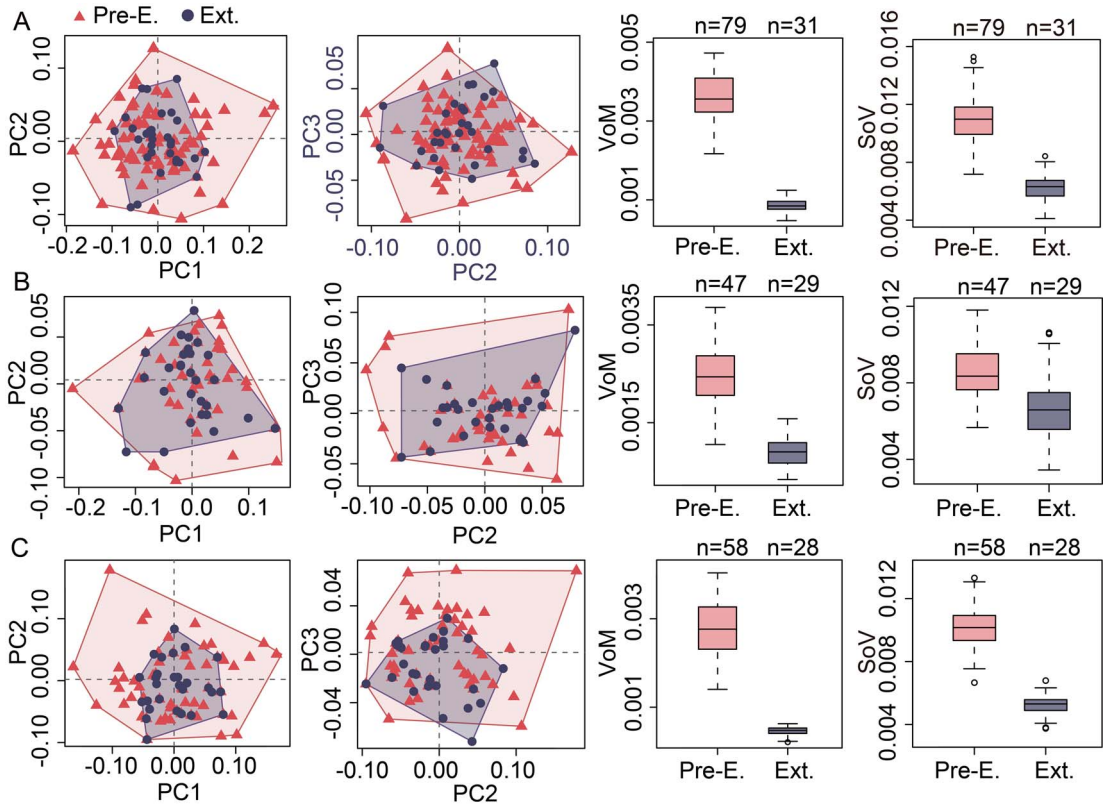 A Pre-E. Ext.
n=79 n=31
n=79 n=31
PC2
0.10
0.00
-0.10
-0.2 -0.1 0.0 0.1 0.2
PC1
PC3
0.05
0.00
-0.05
-0.10 0.00 0.10
PC2
VoM
0.005
0.003
0.001
Pre-E. Ext.
SoV
0.016
0.012
0.008
0.004
Pre-E. Ext.
B
n=47 n=29
n=47 n=29
PC2
0.05
0.00
-0.05
-0.10
-0.2 -0.1 0.0 0.1
PC1
PC3
0.10
0.05
0.00
-0.05
-0.10 -0.05 0.00 0.05
PC2
VoM
0.0035
0.0015
Pre-E. Ext.
SoV
0.012
0.008
0.004
Pre-E. Ext.
C
n=58 n=28
n=58 n=28
PC2
0.10
0.00
-0.10
-0.10 0.00 0.10
PC1
PC3
0.04
0.00
-0.04
-0.10 0.00 0.10
PC2
VoM
0.003
0.001
Pre-E. Ext.
SoV
0.012
0.008
0.004
Pre-E. Ext.